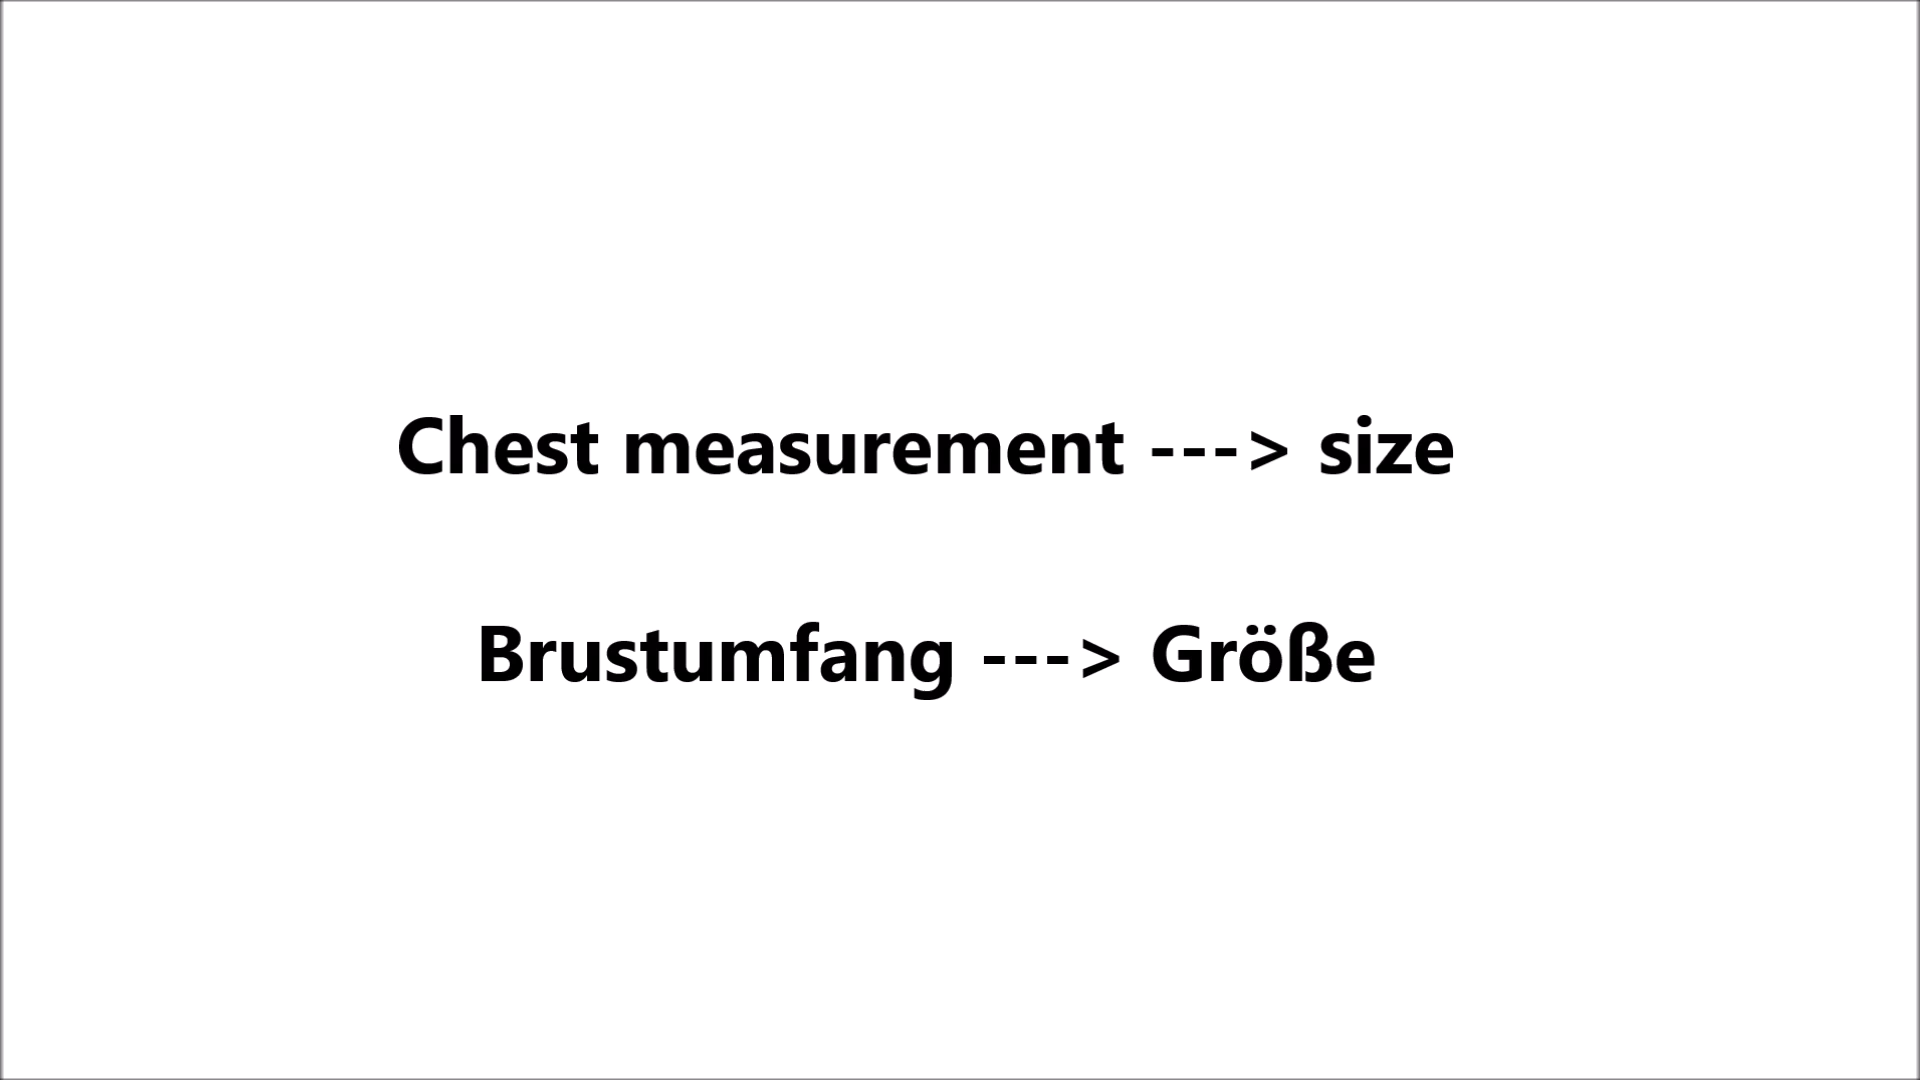 Chest measurement ---> size
Brustumfang ---> Größe